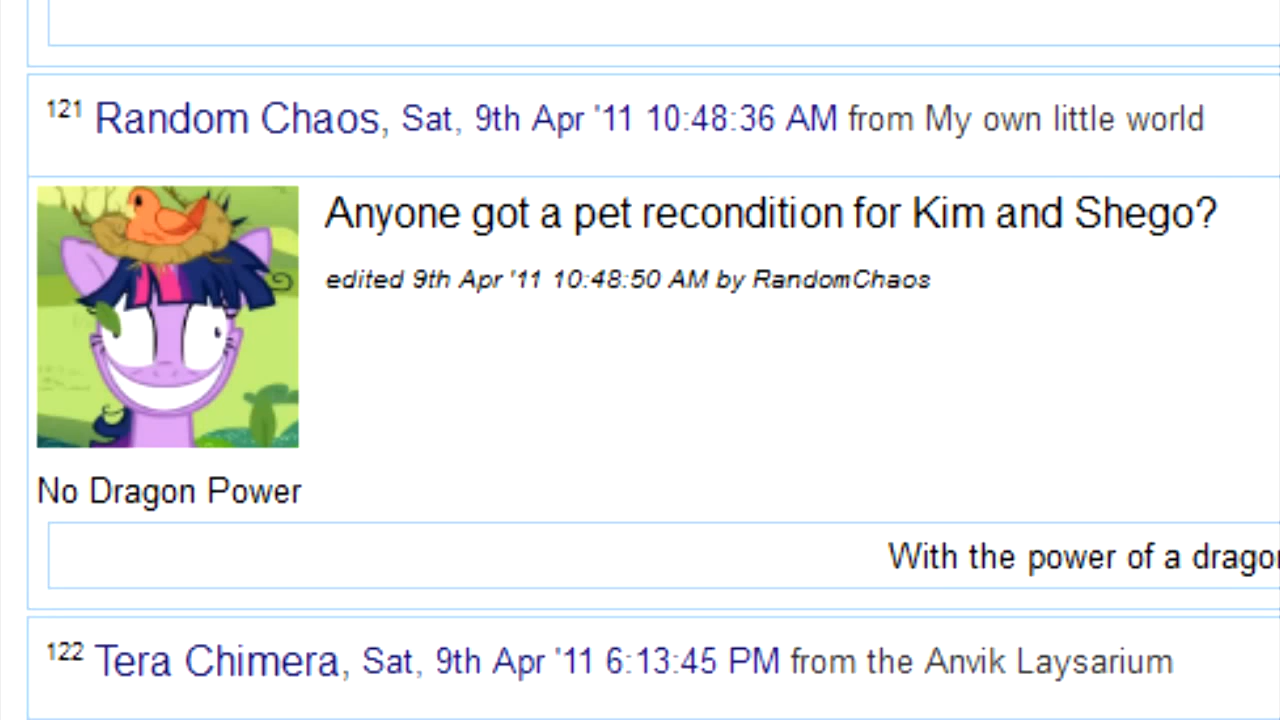 121 Random Chaos, Sat, 9th Apr '11 10:48:36 AM from My own little world
Anyone got a pet recondition for Kim and Shego?
edited 9th Apr '11 10:48:50 AM by RandomChaos
No Dragon Power
With the power of a dragon
122 Tera Chimera, Sat, 9th Apr '11 6:13:45 PM from the Anvik Laysarium